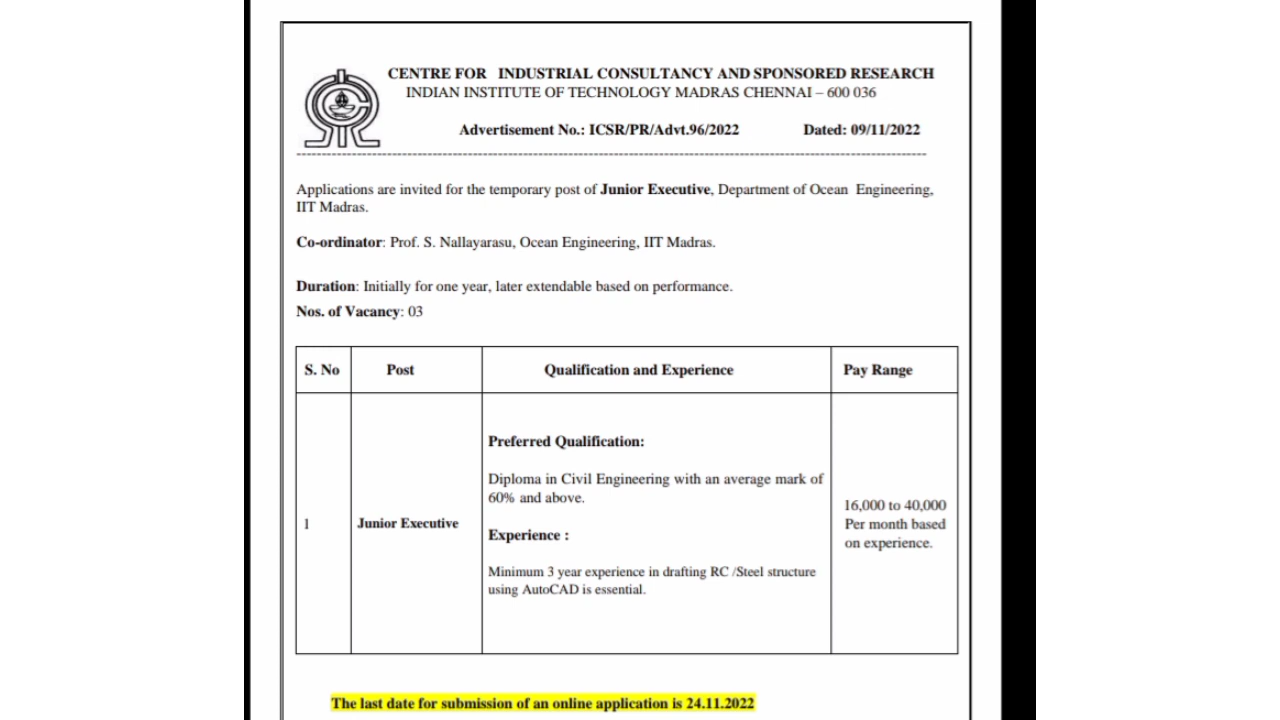 CENTRE FOR INDUSTRIAL CONSULTANCY AND SPONSORED RESEARCH
INDIAN INSTITUTE OF TECHNOLOGY MADRAS CHENNAI – 600 036
Advertisement No.: ICSR/PR/Advt.96/2022 Dated: 09/11/2022
Applications are invited for the temporary post of Junior Executive, Department of Ocean Engineering,
IIT Madras.
Co-ordinator: Prof. S. Nallayarasu, Ocean Engineering, IIT Madras.
Duration: Initially for one year, later extendable based on performance.
Nos. of Vacancy: 03
S. No Post Qualification and Experience Pay Range
1
Junior Executive
Preferred Qualification:
Diploma in Civil Engineering with an average mark of
60% and above.
Experience :
Minimum 3 year experience in drafting RC /Steel structure
using AutoCAD is essential.
16,000 to 40,000
Per month based
on experience.
The last date for submission of an online application is 24.11.2022